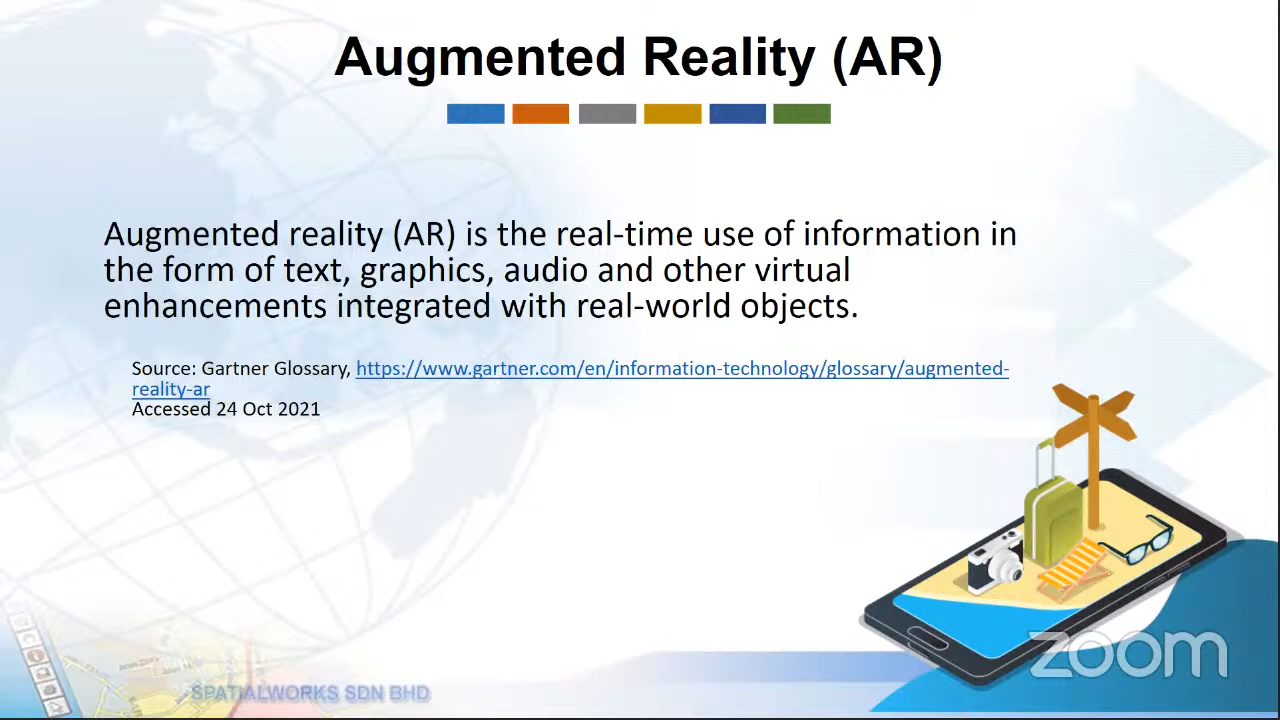 Augmented Reality (AR)
Augmented reality (AR) is the real-time use of information in
the form of text, graphics, audio and other virtual
enhancements integrated with real-world objects.
Source: Gartner Glossary, https://www.gartner.com/en/information-technology/glossary/augmented-
reality-ar
Accessed 24 Oct 2021
zoom
SPATIALWORKS SDN BHD